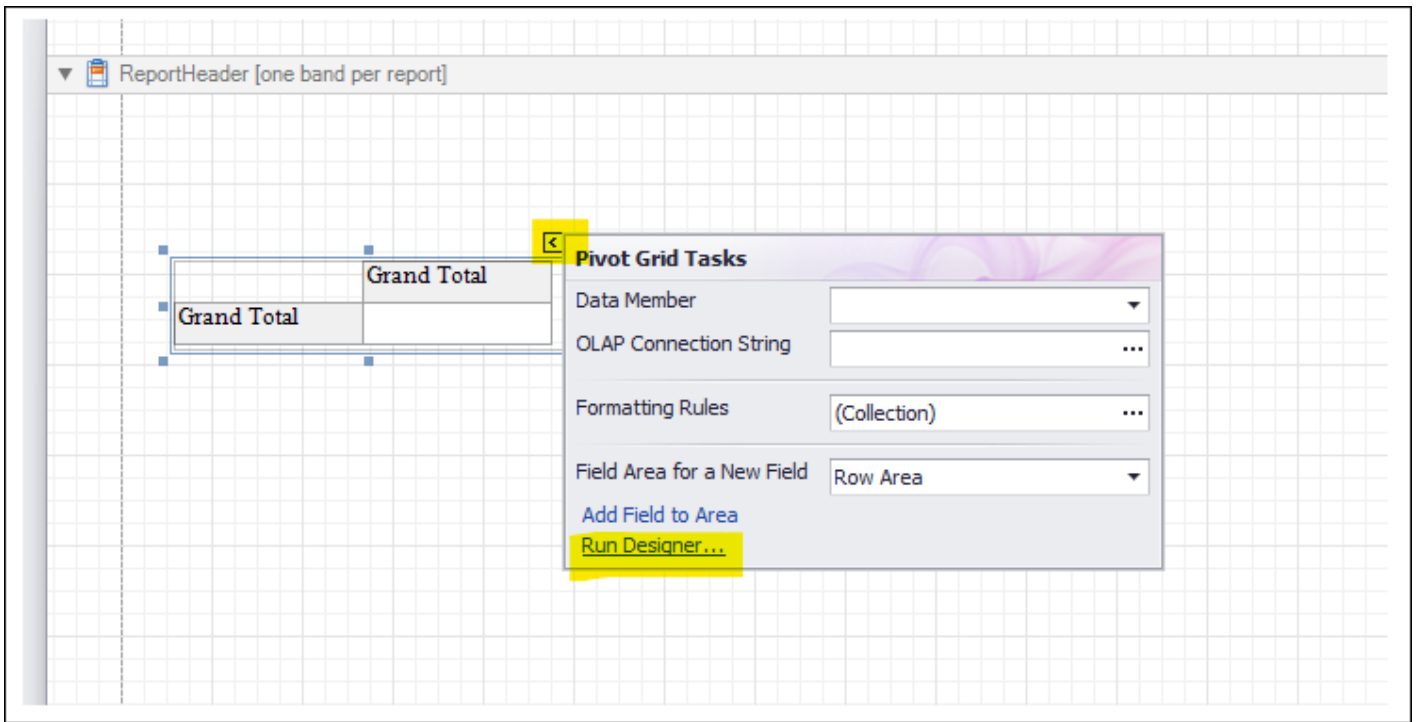 ReportHeader [one band per report]
Grand Total
Grand Total
Pivot Grid Tasks
Data Member
OLAP Connection String
...
Formatting Rules (Collection) ...
Field Area for a New Field Row Area
Add Field to Area
Run Designer...